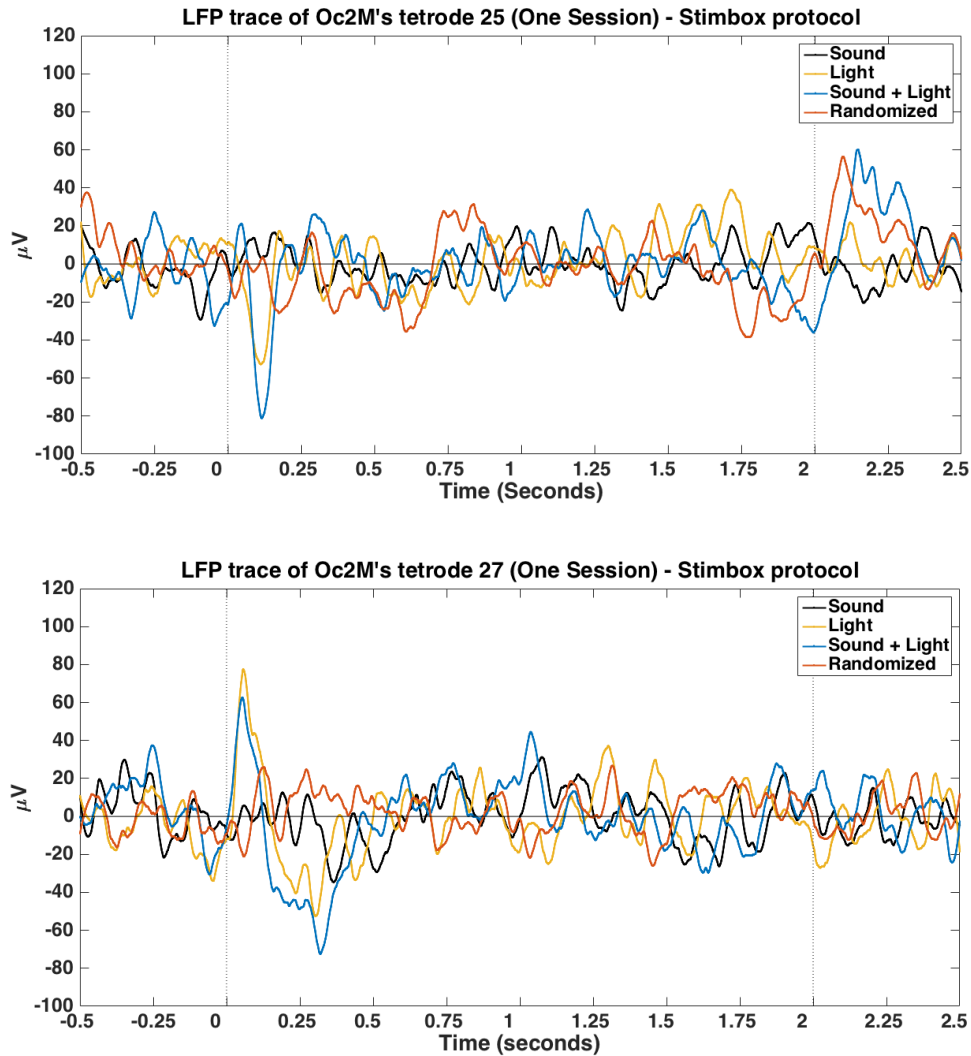 LFP trace of Oc2M's tetrode 25 (One Session) - Stimbox protocol
120
100
80
60
40
20
0
-20
-40
-60
-80
-100
μV
Sound
Light
Sound + Light
Randomized
-0.5 -0.25 0 0.25 0.5 0.75 1 1.25 1.5 1.75 2 2.25 2.5
Time (Seconds)
LFP trace of Oc2M's tetrode 27 (One Session) - Stimbox protocol
120
100
80
60
40
20
0
-20
-40
-60
-80
-100
μV
Sound
Light
Sound + Light
Randomized
-0.5 -0.25 0 0.25 0.5 0.75 1 1.25 1.5 1.75 2 2.25 2.5
Time (seconds)